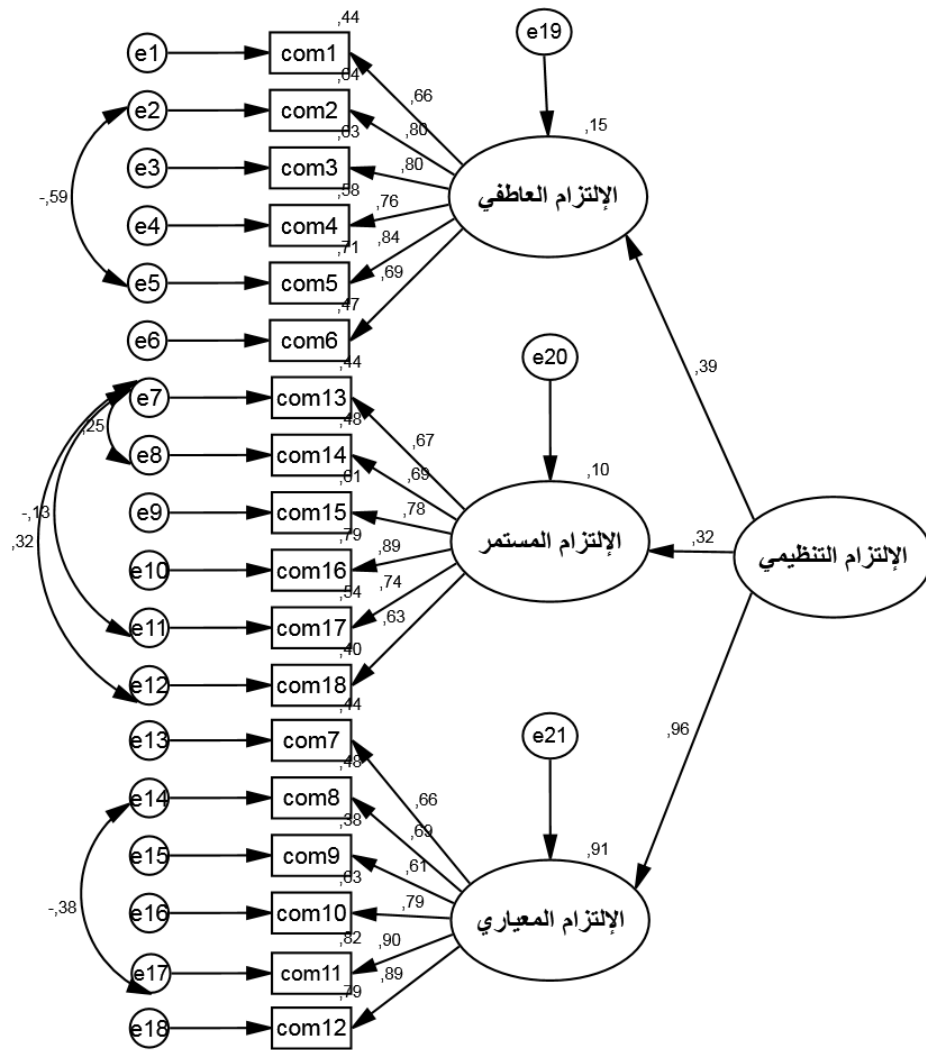 ,44
e19
e1
com1
,64
,66
e2
com2
,15
,63
,80
e3
com3
,80
-,59
,58
الإلتزام العاطفي
e4
com4
,76
,71
,84
e5
com5
,69
,47
e6
com6
,44
e20
,39
e7
com13
,48
,25
,67
e8
com14
,10
,61
,69
e9
com15
,78
-,13
,79
الإلتزام المستمر
,32
الإلتزام التنظيمي
,32
e10
com16
,89
,54
,74
e11
com17
,63
,40
e12
com18
,44
e21
,96
e13
com7
,48
e14
com8
,66
,38
,69
,91
e15
com9
,61
,63
-,38
e16
com10
,79
الإلتزام المعياري
,82
,90
e17
com11
,89
,79
e18
com12